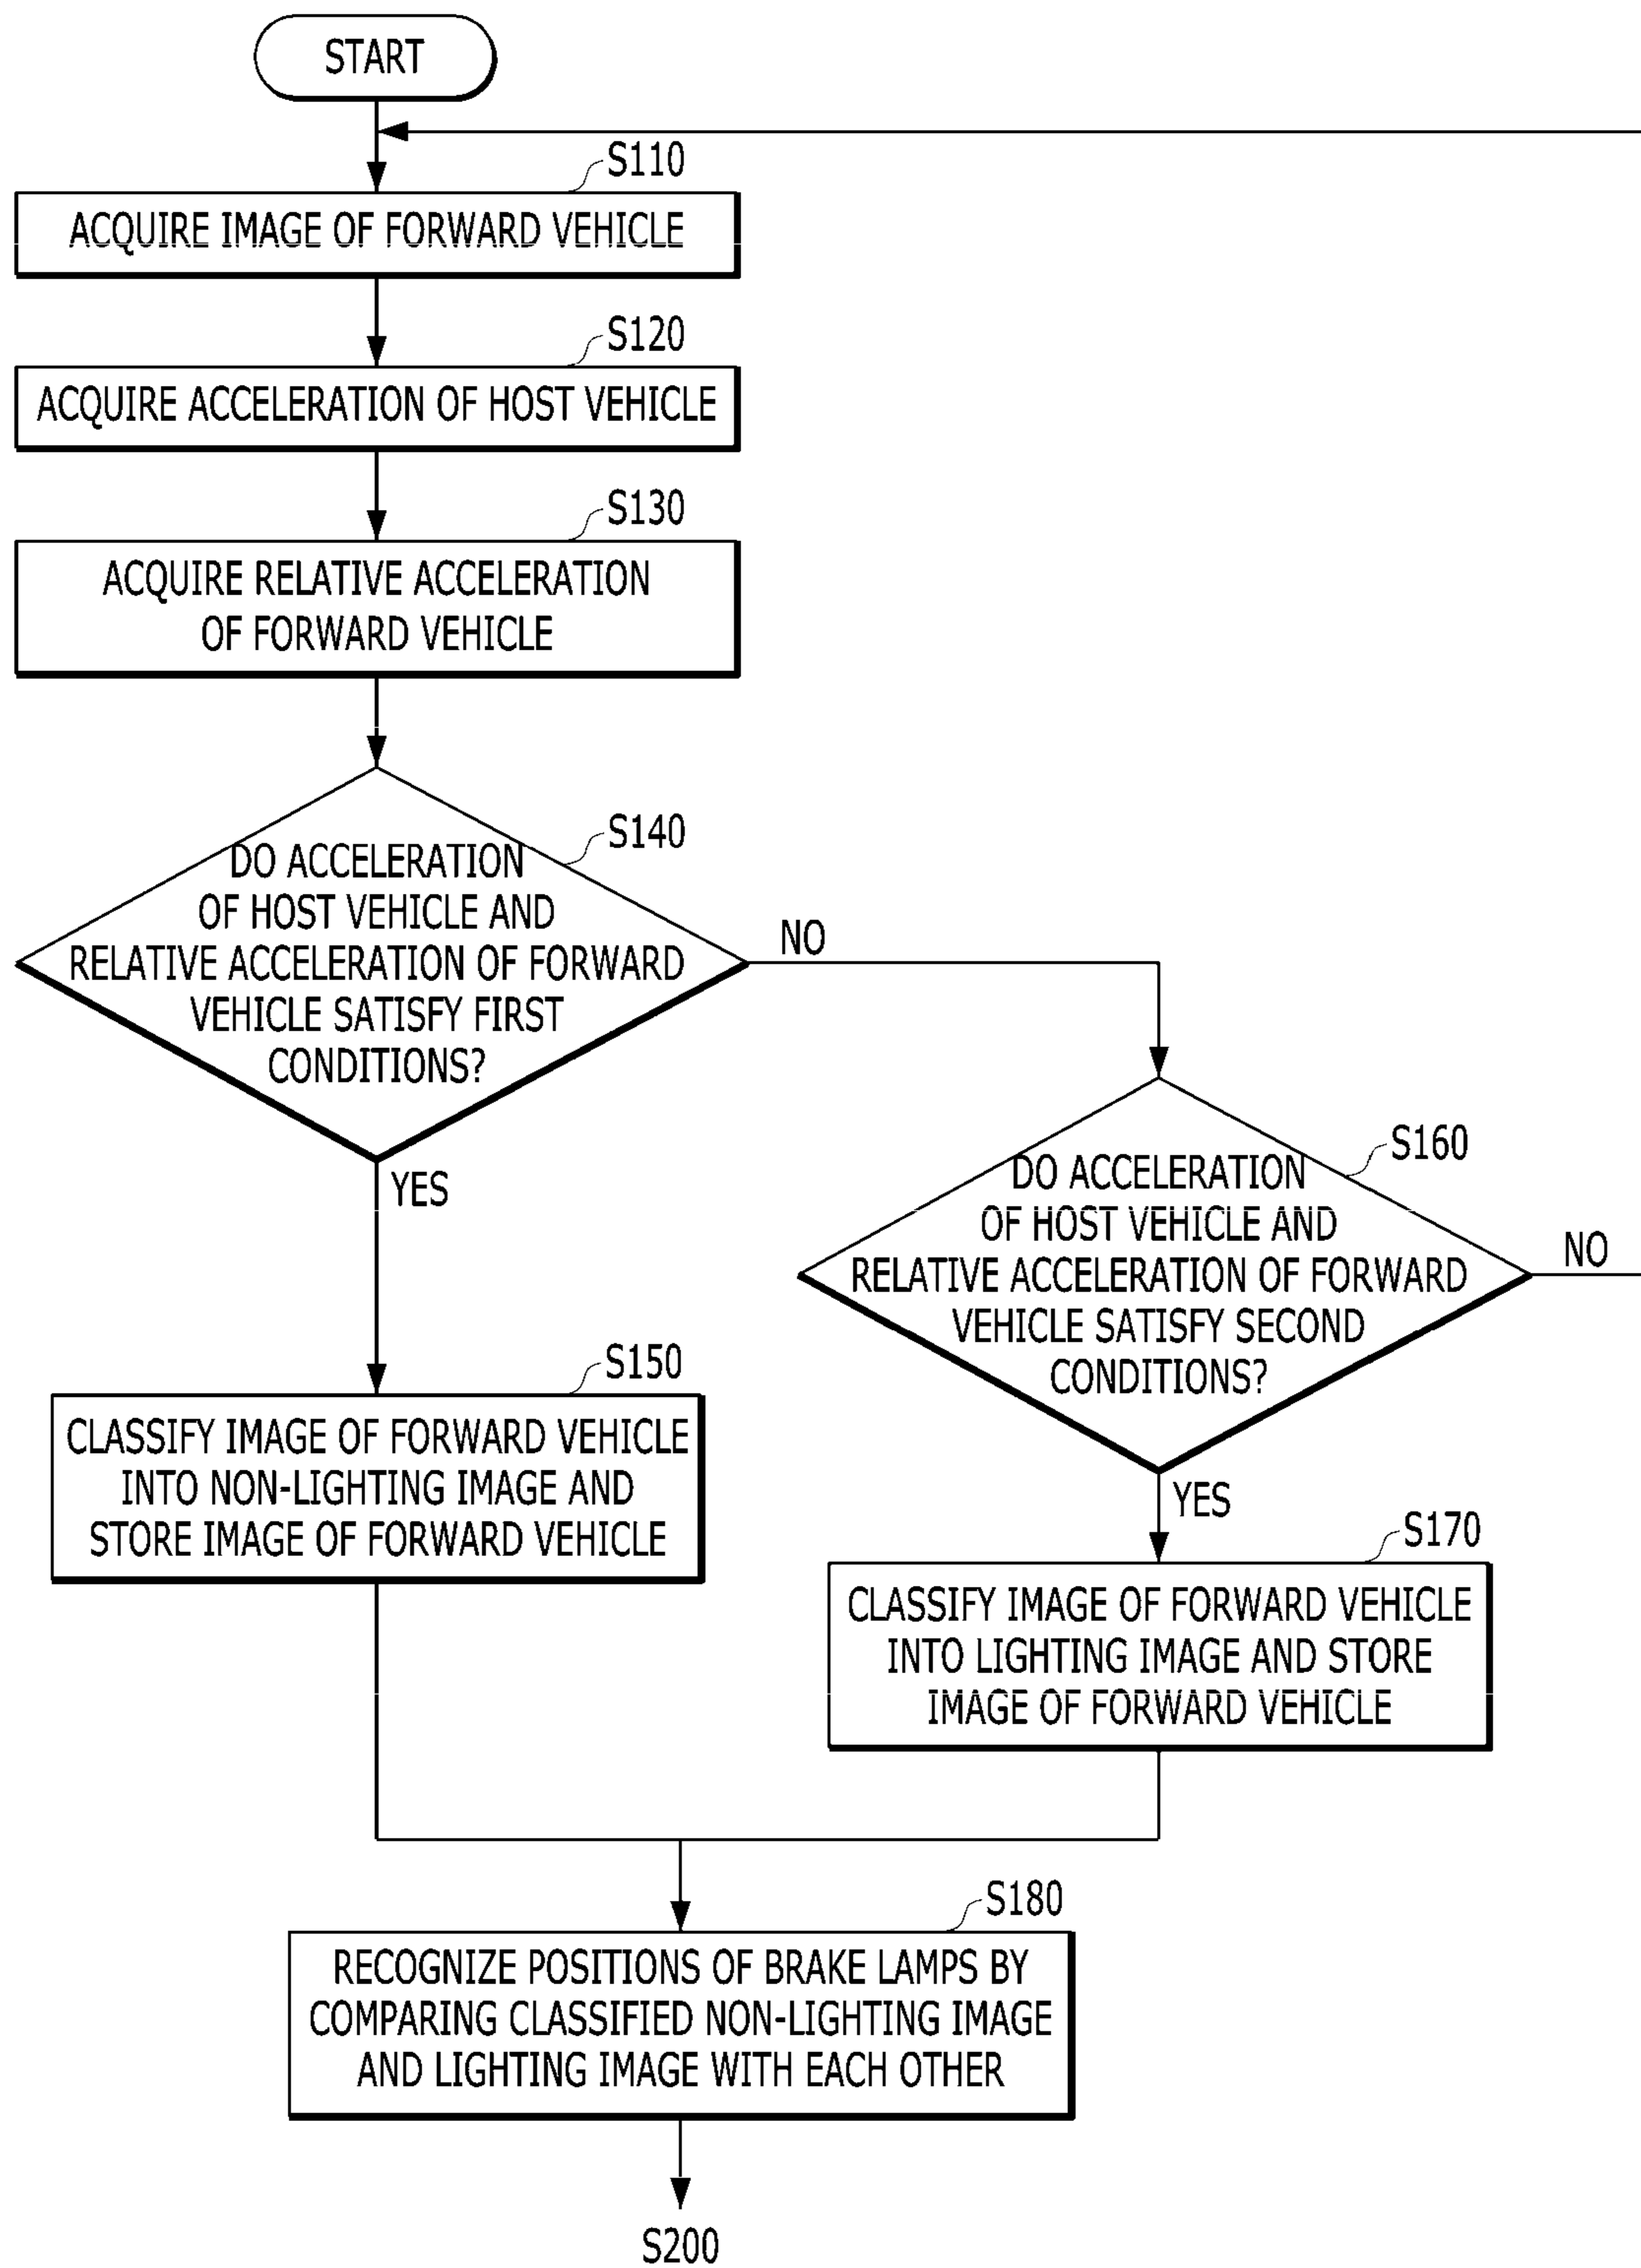 START
S110
ACQUIRE IMAGE OF FORWARD VEHICLE
S120
ACQUIRE ACCELERATION OF HOST VEHICLE
S130
ACQUIRE RELATIVE ACCELERATION
OF FORWARD VEHICLE
S140
DO ACCELERATION
OF HOST VEHICLE AND
RELATIVE ACCELERATION OF FORWARD
VEHICLE SATISFY FIRST
CONDITIONS?
NO
YES
S160
DO ACCELERATION
OF HOST VEHICLE AND
RELATIVE ACCELERATION OF FORWARD
VEHICLE SATISFY SECOND
CONDITIONS?
NO
YES
S150
CLASSIFY IMAGE OF FORWARD VEHICLE
INTO NON-LIGHTING IMAGE AND
STORE IMAGE OF FORWARD VEHICLE
S170
CLASSIFY IMAGE OF FORWARD VEHICLE
INTO LIGHTING IMAGE AND STORE
IMAGE OF FORWARD VEHICLE
S180
RECOGNIZE POSITIONS OF BRAKE LAMPS BY
COMPARING CLASSIFIED NON-LIGHTING IMAGE
AND LIGHTING IMAGE WITH EACH OTHER
S200